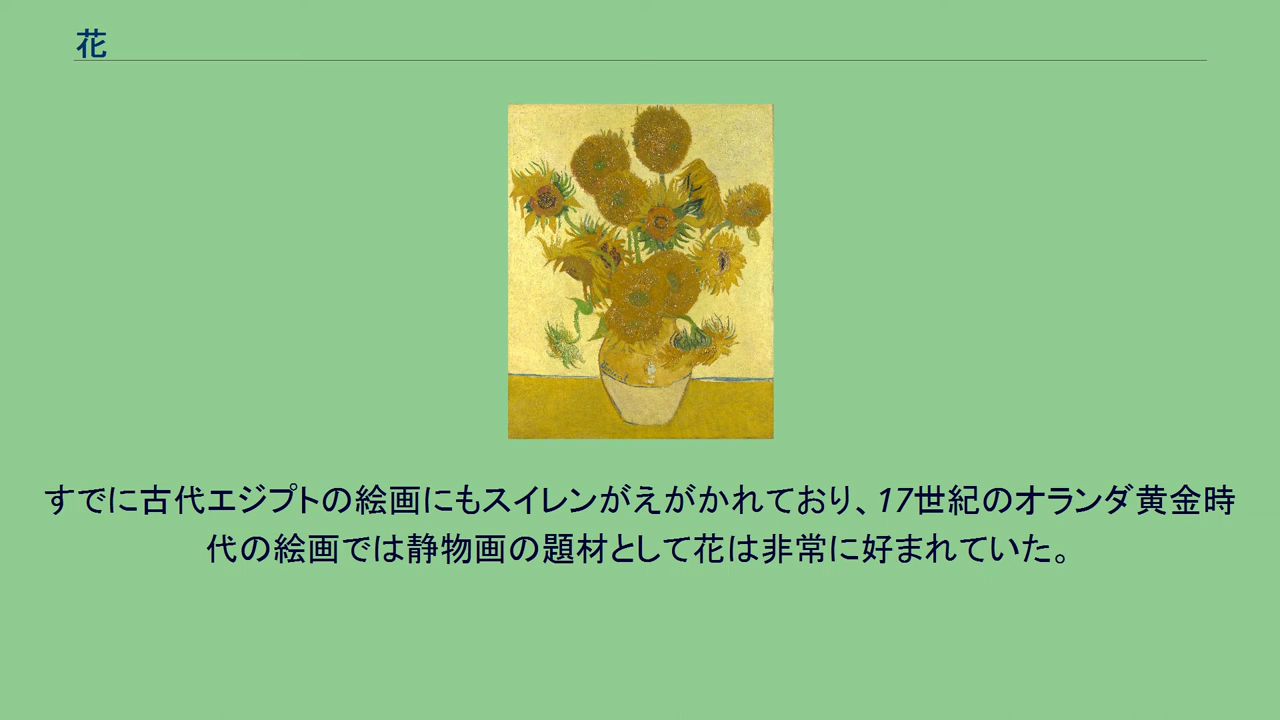 花
すでに古代エジプトの絵画にもスイレンがえがかれており、17世紀のオランダ黄金時
代の絵画では静物画の題材として花は非常に好まれていた。